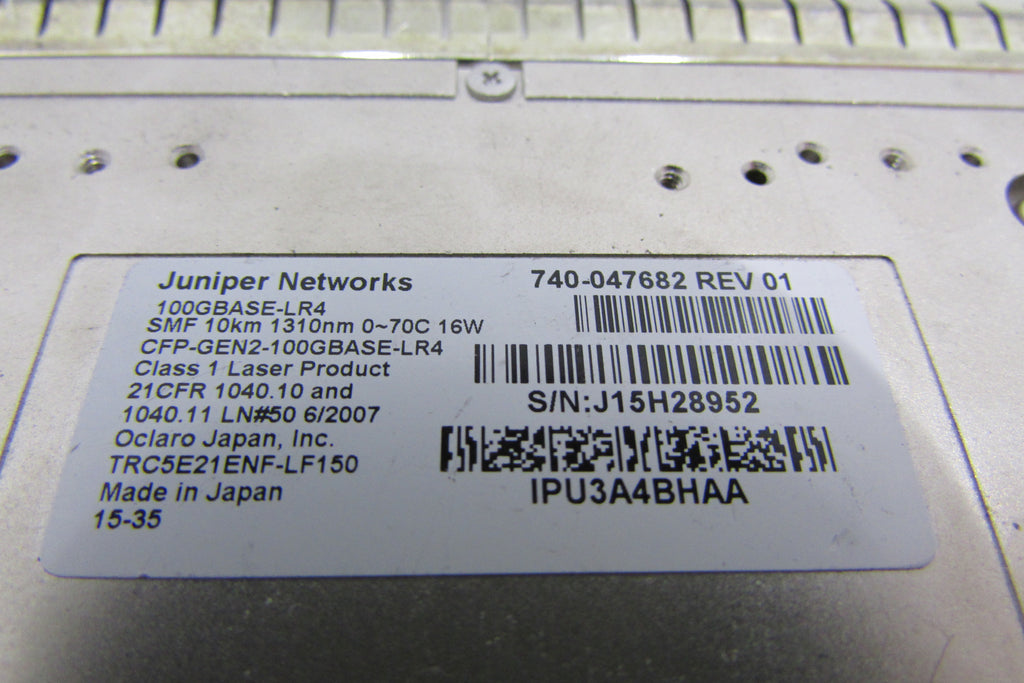 Juniper Networks
100GBASE-LR4
SMF 10km 1310nm 0~70C 16W
CFP-GEN2-100GBASE-LR4
Class 1 Laser Product
21CFR 1040.10 and
1040.11 LN#50 6/2007
Oclaro Japan, Inc.
TRC5E21ENF-LF150
Made in Japan
15-35
740-047682 REV 01
S/N:J15H28952
IPU3A4BHAA